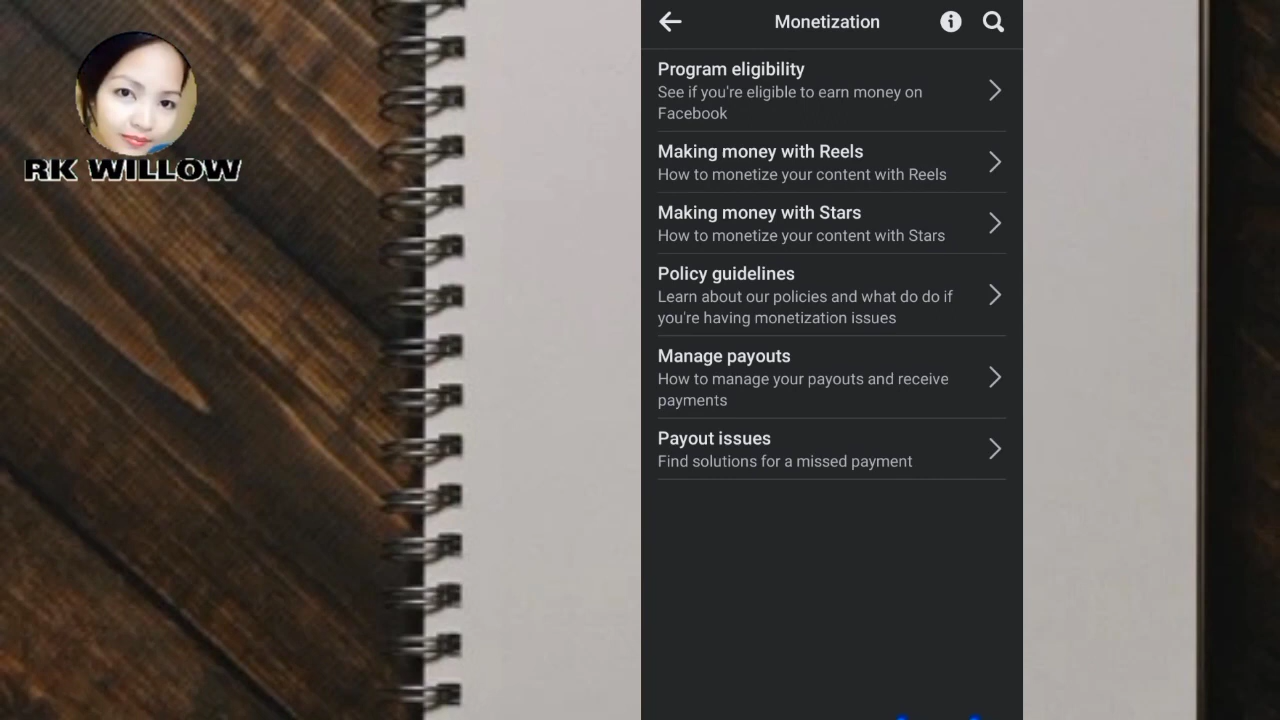 RK WILLOW
Monetization
Program eligibility
See if you're eligible to earn money on
Facebook
Making money with Reels
How to monetize your content with Reels
Making money with Stars
How to monetize your content with Stars
Policy guidelines
Learn about our policies and what do do if
you're having monetization issues
Manage payouts
How to manage your payouts and receive
payments
Payout issues
Find solutions for a missed payment